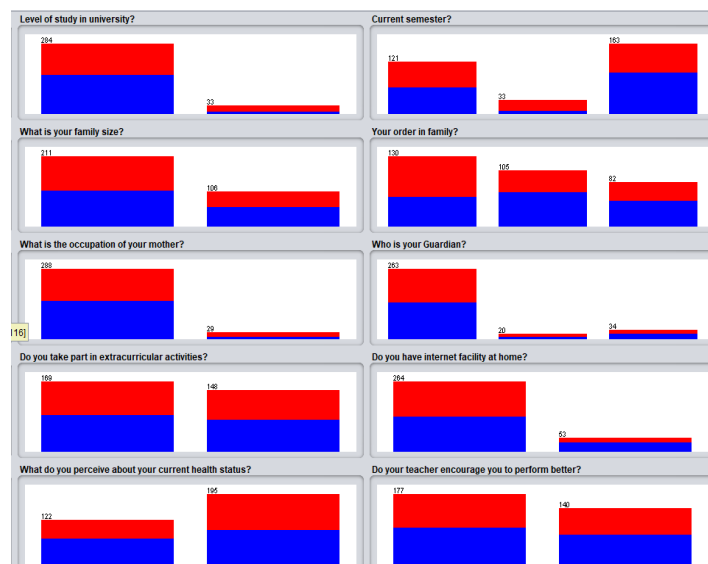 Level of study in university?
284
33
Current semester?
121
33
163
What is your family size?
211
106
Your order in family?
130
105
82
What is the occupation of your mother?
288
29
Who is your Guardian?
263
20
34
116]
Do you take part in extracurricular activities?
169
148
Do you have internet facility at home?
264
53
What do you perceive about your current health status?
122
195
Do your teacher encourage you to perform better?
177
140